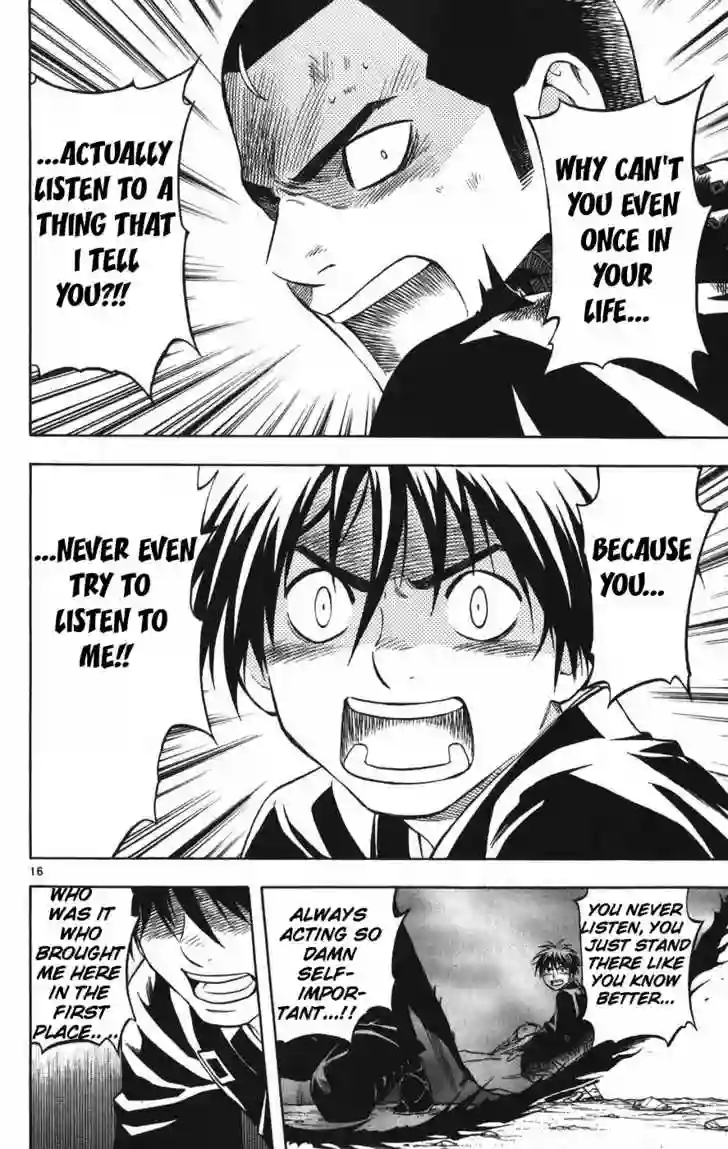 WHY CAN'T
YOU EVEN
ONCE IN
YOUR
LIFE...
...ACTUALLY
LISTEN TO A
THING THAT
I TELL
YOU?!!
BECAUSE
YOU...
...NEVER EVEN
TRY TO
LISTEN TO
ME!!
16
YOU NEVER
LISTEN, YOU
JUST STAND
THERE LIKE
YOU KNOW
BETTER...
ALWAYS
ACTING SO
DAMN
SELF-
IMPOR-
TANT...!!
WHO
WAS IT
WHO
BROUGHT
ME HERE
IN THE
FIRST
PLACE....